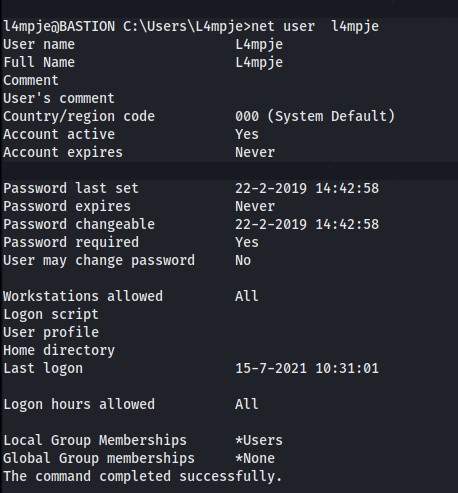 l4mpje@BASTION C:\Users\L4mpje>net user  l4mpje
User name                    L4mpje
Full Name                    L4mpje
Comment
User's comment
Country/region code          000 (System Default)
Account active               Yes
Account expires              Never
Password last set            22-2-2019 14:42:58
Password expires             Never
Password changeable          22-2-2019 14:42:58
Password required            Yes
User may change password     No
Workstations allowed         All
Logon script
User profile
Home directory
Last logon                   15-7-2021 10:31:01
Logon hours allowed          All
Local Group Memberships      *Users
Global Group memberships     *None
The command completed successfully.